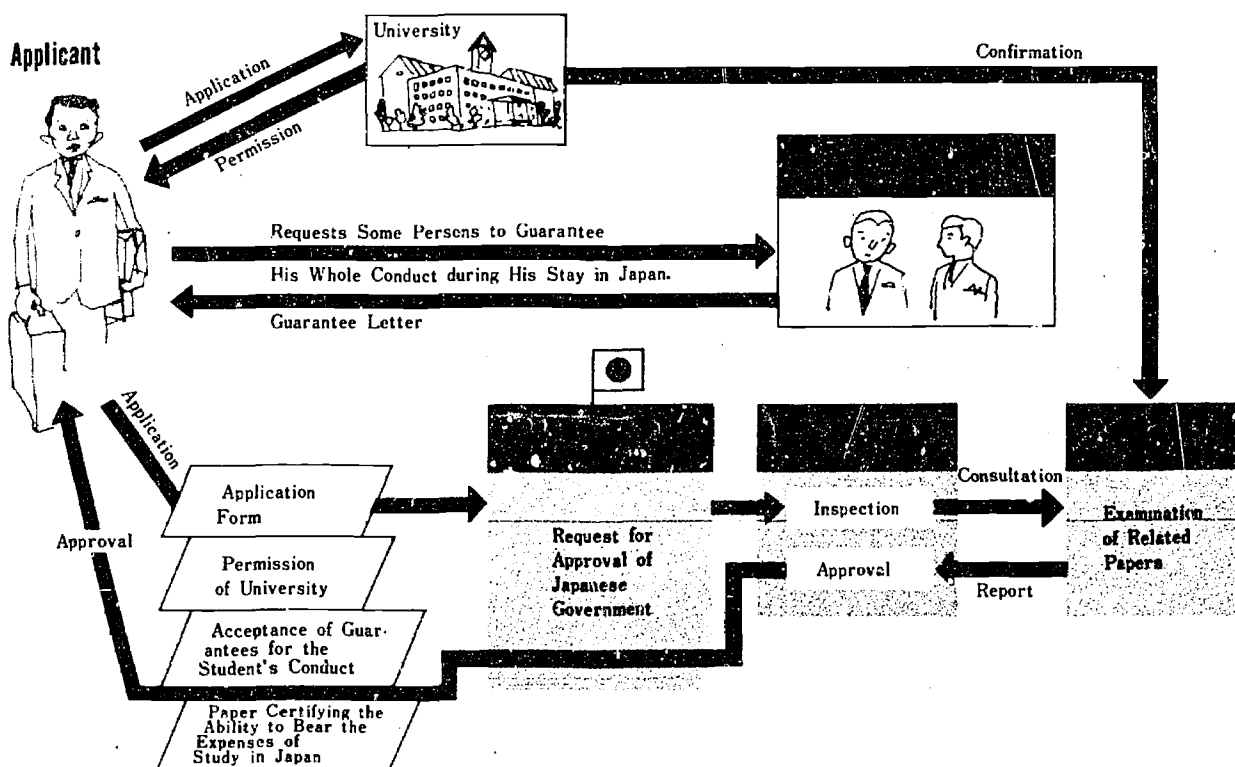 Applicant
University
Application
Permission
Confirmation
Requests Some Persons to Guarantee
His Whole Conduct during His Stay in Japan.
Guarantee Letter
Application
Approval
Application
Form
Permission
of University
Acceptance of Guar-
antees for the
Student's Conduct
Paper Certifying the
Ability to Bear the
Expenses of
Study in Japan
Request for
Approval of
Japanese
Government
Inspection
Approval
Consultation
Report
Examination
of Related
Papers